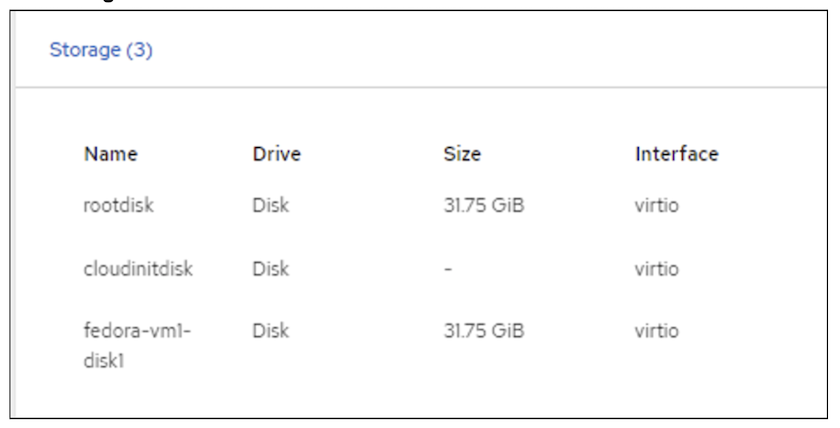 Storage (3)
Name Drive Size Interface
rootdisk Disk 31.75 GiB virtio
cloudinitdisk Disk - virtio
fedora-vm1- Disk 31.75 GiB virtio
disk1